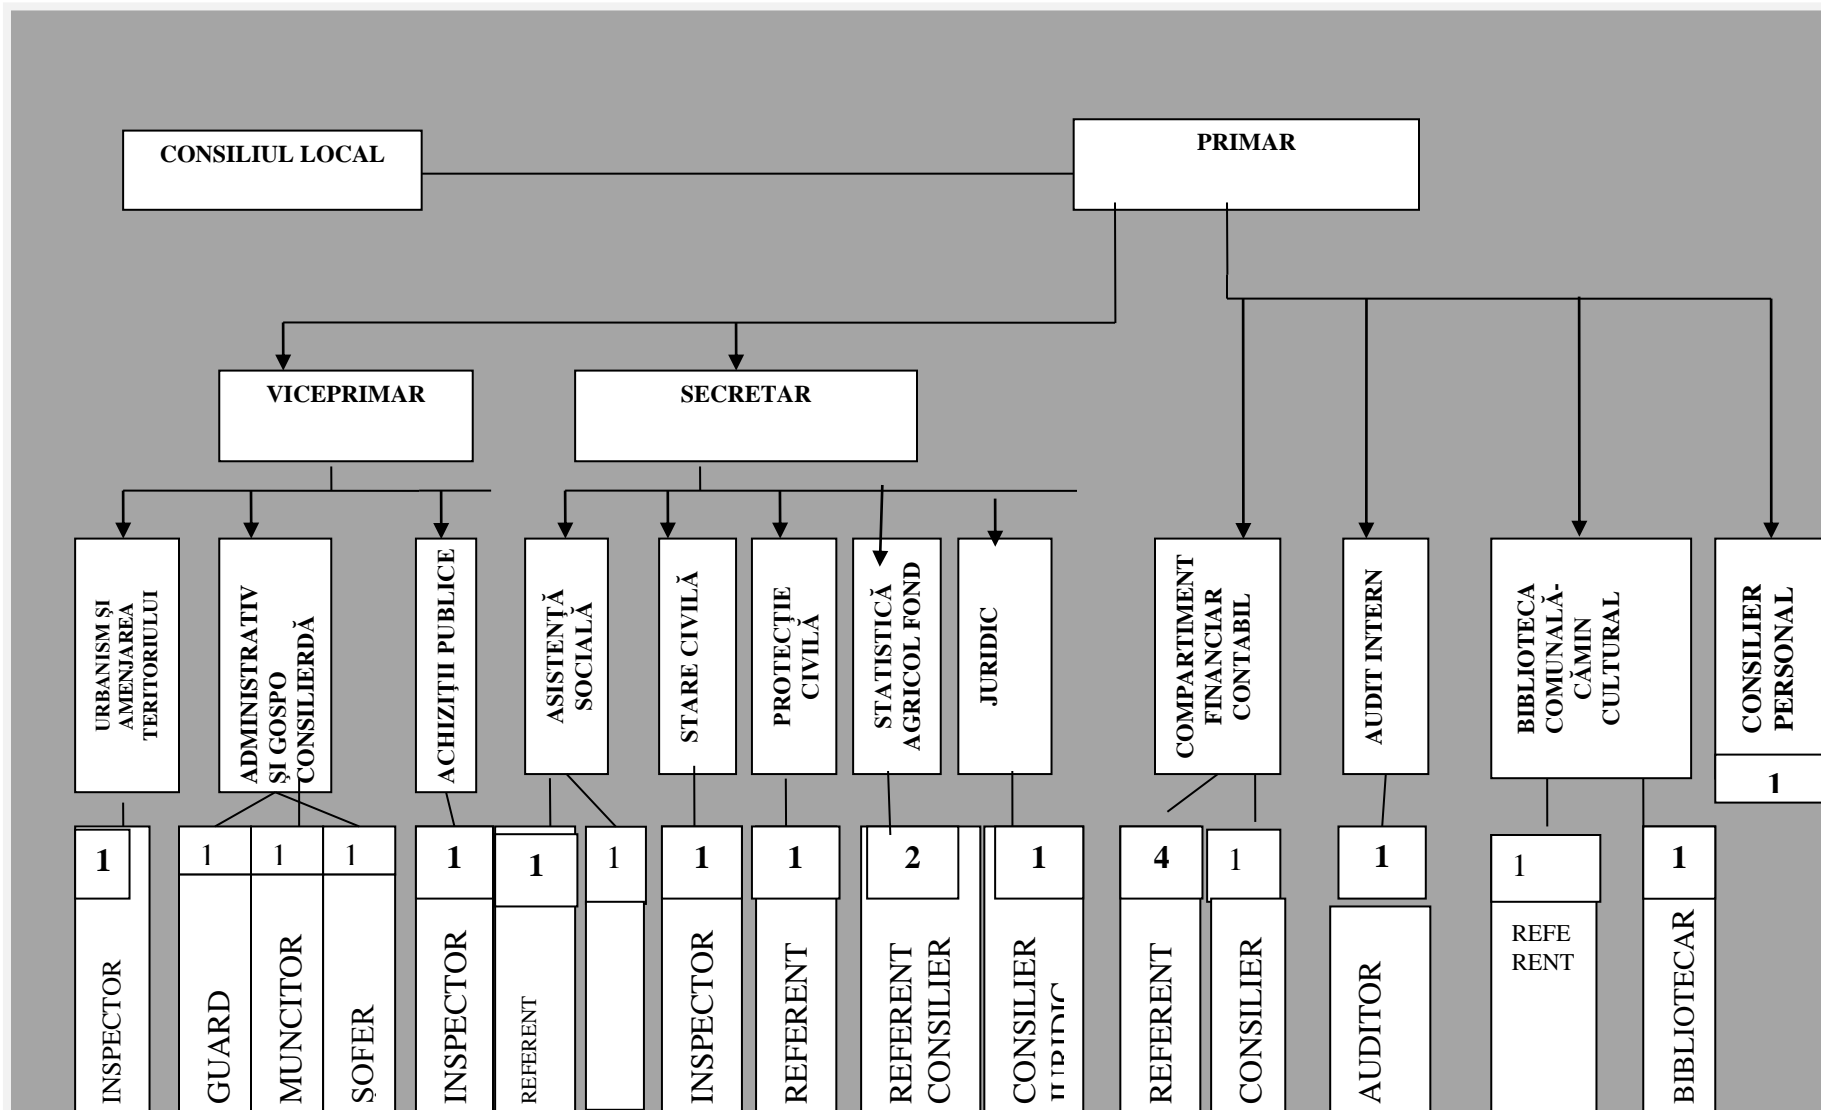 CONSILIUL LOCAL
PRIMAR
VICEPRIMAR
SECRETAR
URBANISM ŞI
AMENJAREA
TERITORIULUI
ADMINISTRATIV
ŞI GOSPO
CONSILIERDĂ
ACHIZIŢII PUBLICE
ASISTENŢĂ
SOCIALĂ
STARE CIVILĂ
PROTECŢIE
CIVILĂ
STATISTICĂ
AGRICOL FOND
JURIDIC
COMPARTIMENT
FINANCIAR
CONTABIL
AUDIT INTERN
BIBLIOTECA
COMUNALĂ-
CĂMIN
CULTURAL
CONSILIER
PERSONAL
1
1
1
1
1
1
1
1
1
1
2
1
4
1
1
1
1
INSPECTOR
GUARD
MUNCITOR
ŞOFER
INSPECTOR
REFERENT
INSPECTOR
REFERENT
REFERENT
CONSILIER
CONSILIER
JURIDIC
REFERENT
CONSILIER
AUDITOR
REFE
RENT
BIBLIOTECAR